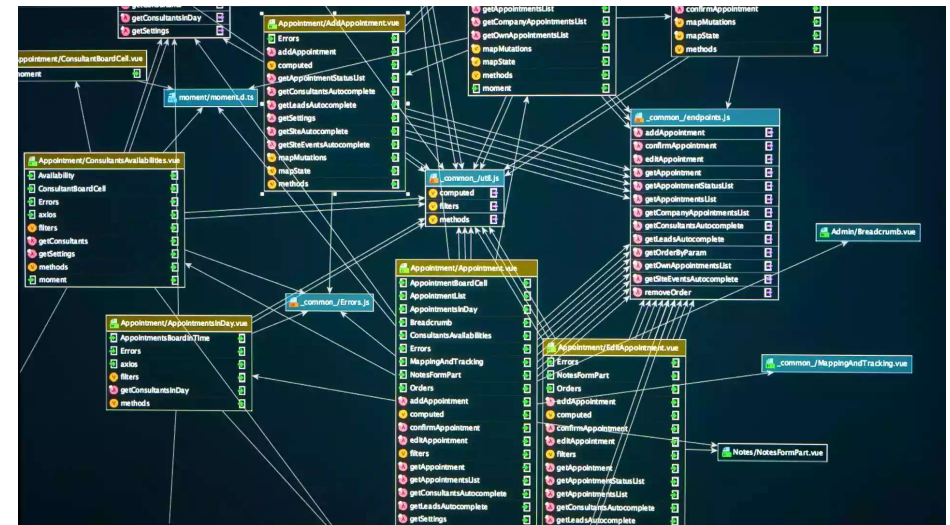 getConsultantsInDay
getSettings
Appointment/ConsultantBoardCell.vue
moment
moment/moment.d.ts
Appointment/AddAppointment.vue
Errors
addAppointment
computed
getAppointmentStatusList
getConsultantsAutocomplete
getLeadsAutocomplete
getSettings
getSiteAutocomplete
getSiteEventsAutocomplete
mapMutations
mapState
methods
getAppointmentsList
getCompanyAppointmentsList
getOwnAppointmentsList
mapMutations
mapState
methods
moment
confirmAppointment
mapMutations
mapState
methods
_common_/endpoints.js
addAppointment
confirmAppointment
editAppointment
getAppointment
getAppointmentStatusList
getAppointmentsList
getCompanyAppointmentsList
getConsultantsAutocomplete
getLeadsAutocomplete
getOrderByParam
getOwnAppointmentsList
getSiteEventsAutocomplete
removeOrder
Appointment/ConsultantsAvailabilities.vue
Availability
ConsultantBoardCell
Errors
axios
filters
getConsultants
getSettings
methods
moment
_common_/util.js
computed
filters
methods
Admin/Breadcrumb.vue
_common_/Errors.js
Appointment/AppointmentsInDay.vue
AppointmentsBoardInTime
Errors
axios
filters
getConsultantsInDay
methods
Appointment/Appointment.vue
AppointmentBoardCell
AppointmentList
AppointmentsInDay
Breadcrumb
ConsultantsAvailabilities
Errors
MappingAndTracking
NotesFormPart
Orders
addAppointment
computed
confirmAppointment
editAppointment
filters
getAppointment
getAppointmentsList
getConsultantsAutocomplete
getLeadsAutocomplete
getSettings
Appointment/EditAppointment.vue
Errors
NotesFormPart
Orders
addAppointment
computed
confirmAppointment
editAppointment
filters
getAppointment
getAppointmentStatusList
getAppointmentsList
getConsultantsAutocomplete
getLeadsAutocomplete
_common_/MappingAndTracking.vue
Notes/NotesFormPart.vue